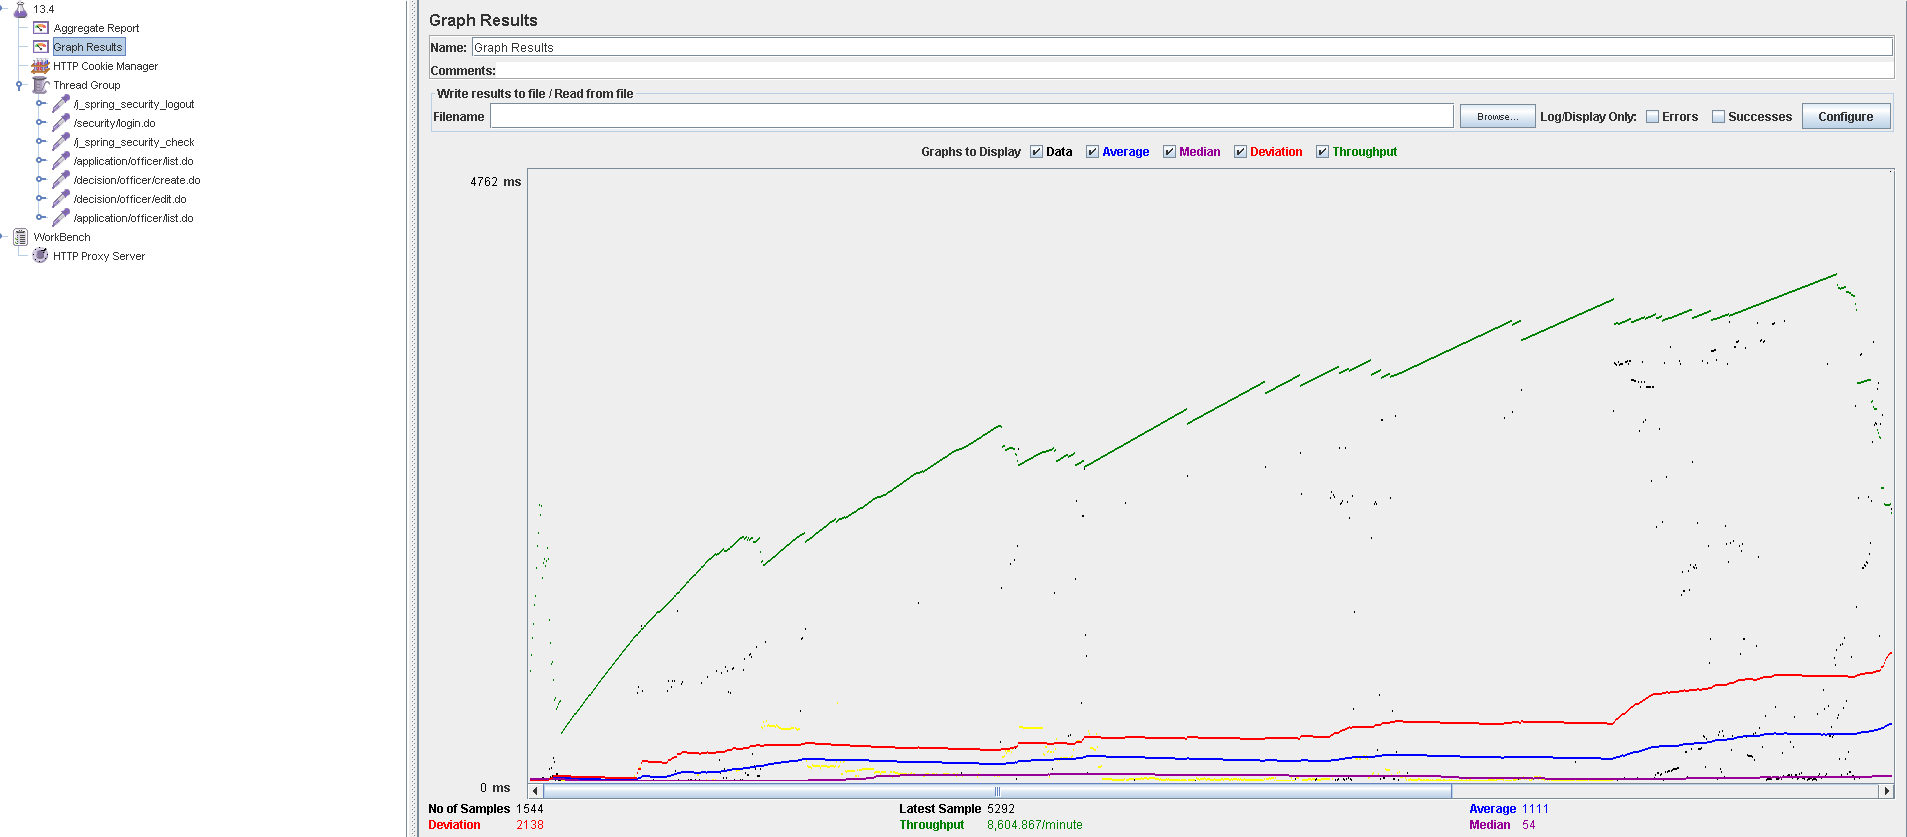 13.4
Aggregate Report
Graph Results
HTTP Cookie Manager
Thread Group
/j_spring_security_logout
/security/login.do
/j_spring_security_check
/application/officer/list.do
/decision/officer/create.do
/decision/officer/edit.do
/application/officer/list.do
WorkBench
HTTP Proxy Server
Graph Results
Name: Graph Results
Comments:
Write results to file / Read from file
Filename Browse... Log/Display Only: Errors Successes Configure
Graphs to Display Data Average Median Deviation Throughput
4762 ms
0 ms
No of Samples 1544 Latest Sample 5292 Average 1111
Deviation 2138 Throughput 8,604.867/minute Median 54